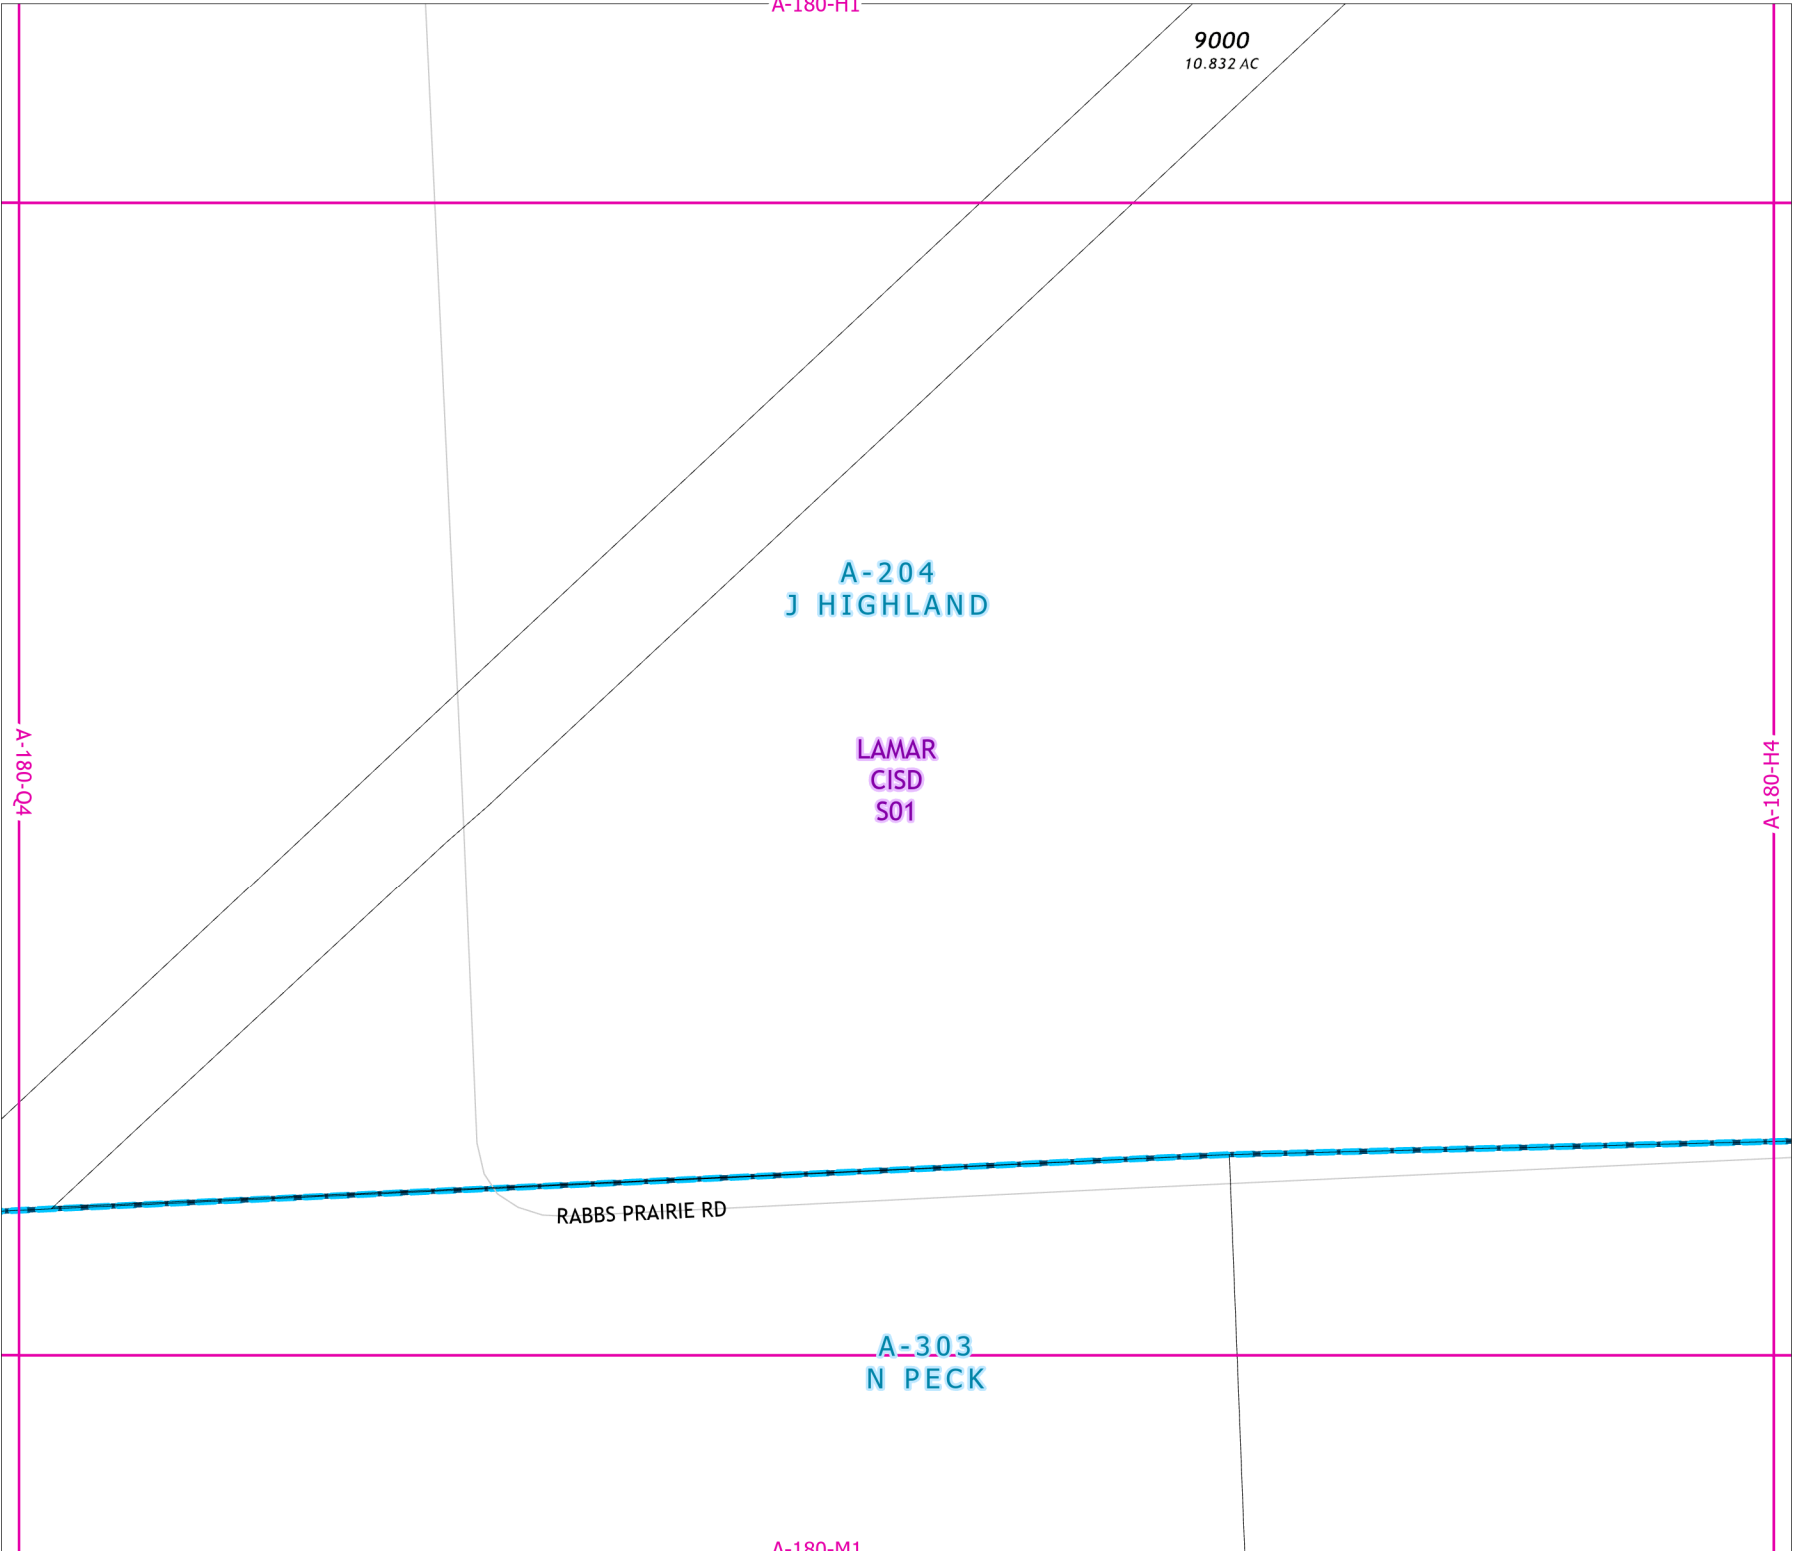 A-180-H1
9000
10.832 AC
A-204
J HIGHLAND
LAMAR
CISD
S01
A-180-Q4
A-180-H4
RABBS PRAIRIE RD
A-303
N PECK
A-180-M1